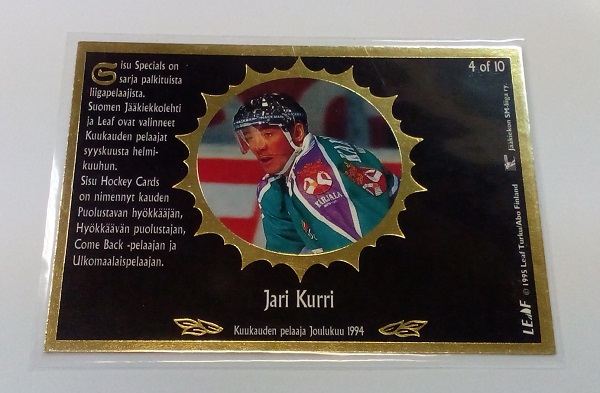 Sisu Specials on
sarja palkituista
liigapelaajista.
Suomen Jääkiekkolehti
ja Leaf ovat valinneet
Kuukauden pelaajat
syyskuusta helmi-
kuuhun.
Sisu Hockey Cards
on nimennyt kauden
Puolustavan hyökkääjän,
Hyökkäävän puolustajan,
Come Back -pelaajan ja
Ulkomaalaispelaajan.
4 of 10
KARJALA
Jari Kurri
Kuukauden pelaaja Joulukuu 1994
LEAF © 1995 Leaf Turku/Åbo Finland
Jääkiekon SM-liiga ry.